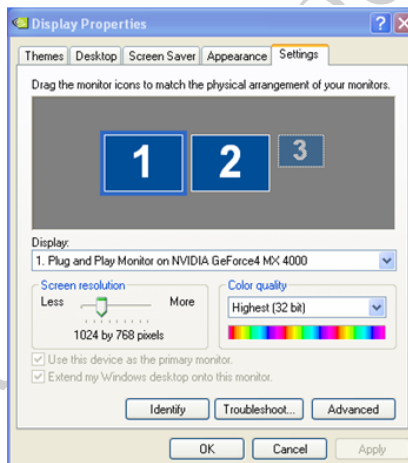 Display Properties
Themes Desktop Screen Saver Appearance Settings
Drag the monitor icons to match the physical arrangement of your monitors.
1 2 3
Display:
1. Plug and Play Monitor on NVIDIA GeForce4 MX 4000
Screen resolution
Less More
1024 by 768 pixels
Color quality
Highest (32 bit)
Use this device as the primary monitor.
Extend my Windows desktop onto this monitor.
Identify Troubleshoot... Advanced
OK Cancel Apply